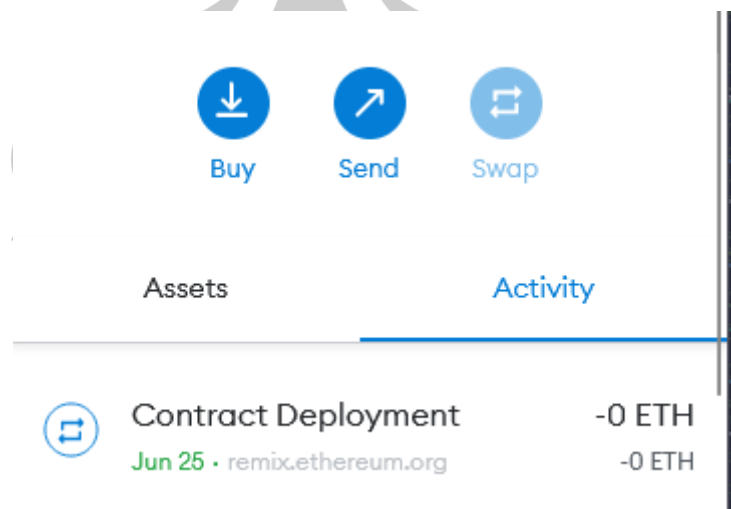 Buy Send Swap
Assets Activity
Contract Deployment -0 ETH
Jun 25 · remix.ethereum.org -0 ETH